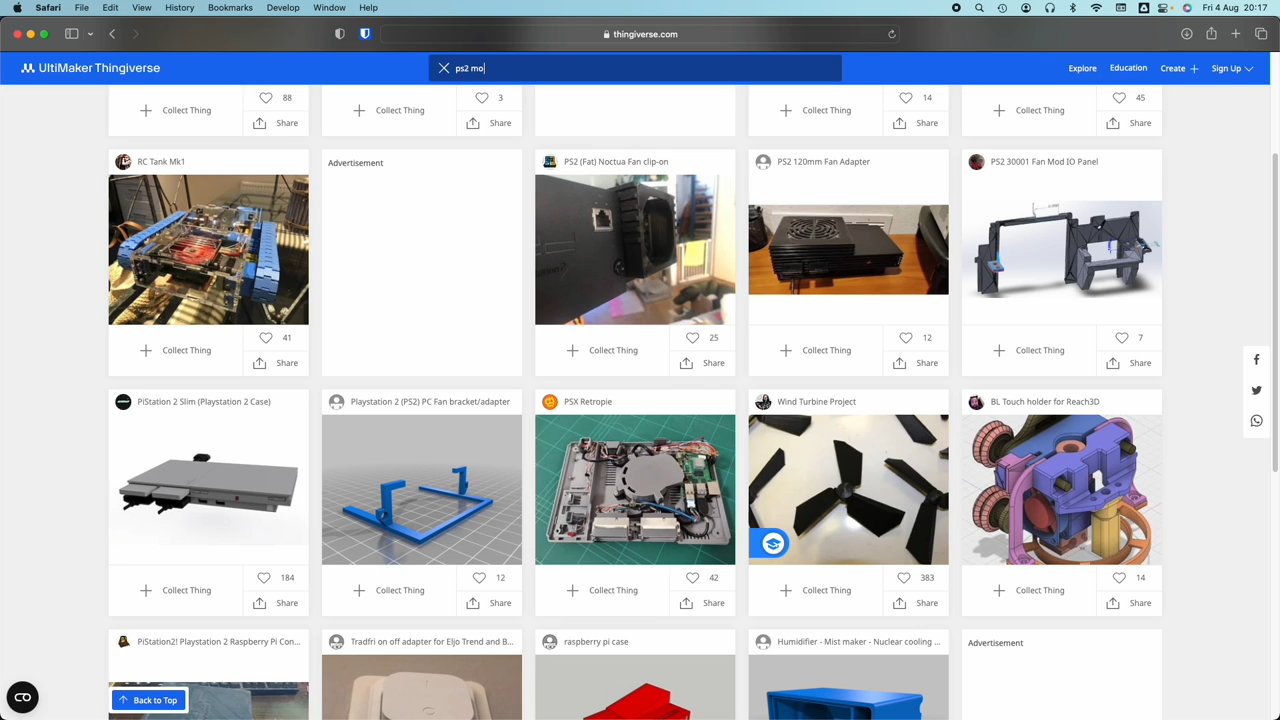 Safari File Edit View History Bookmarks Develop Window Help
Fri 4 Aug 20:17
thingiverse.com
UltiMaker Thingiverse
ps2 mo
Explore Education Create Sign Up
Collect Thing 88 Share
Collect Thing 3 Share
Collect Thing 14 Share
Collect Thing 45 Share
RC Tank Mk1
Advertisement
PS2 (Fat) Noctua Fan clip-on
PS2 120mm Fan Adapter
PS2 30001 Fan Mod IO Panel
Collect Thing 41 Share
Collect Thing 25 Share
Collect Thing 12 Share
Collect Thing 7 Share
PiStation 2 Slim (Playstation 2 Case)
Playstation 2 (PS2) PC Fan bracket/adapter
PSX Retropie
Wind Turbine Project
BL Touch holder for Reach3D
Collect Thing 184 Share
Collect Thing 12 Share
Collect Thing 42 Share
Collect Thing 383 Share
Collect Thing 14 Share
PiStation2! Playstation 2 Raspberry Pi Con...
Tradfri on off adapter for Eljo Trend and B...
raspberry pi case
Humidifier - Mist maker - Nuclear cooling ...
Advertisement
Back to Top